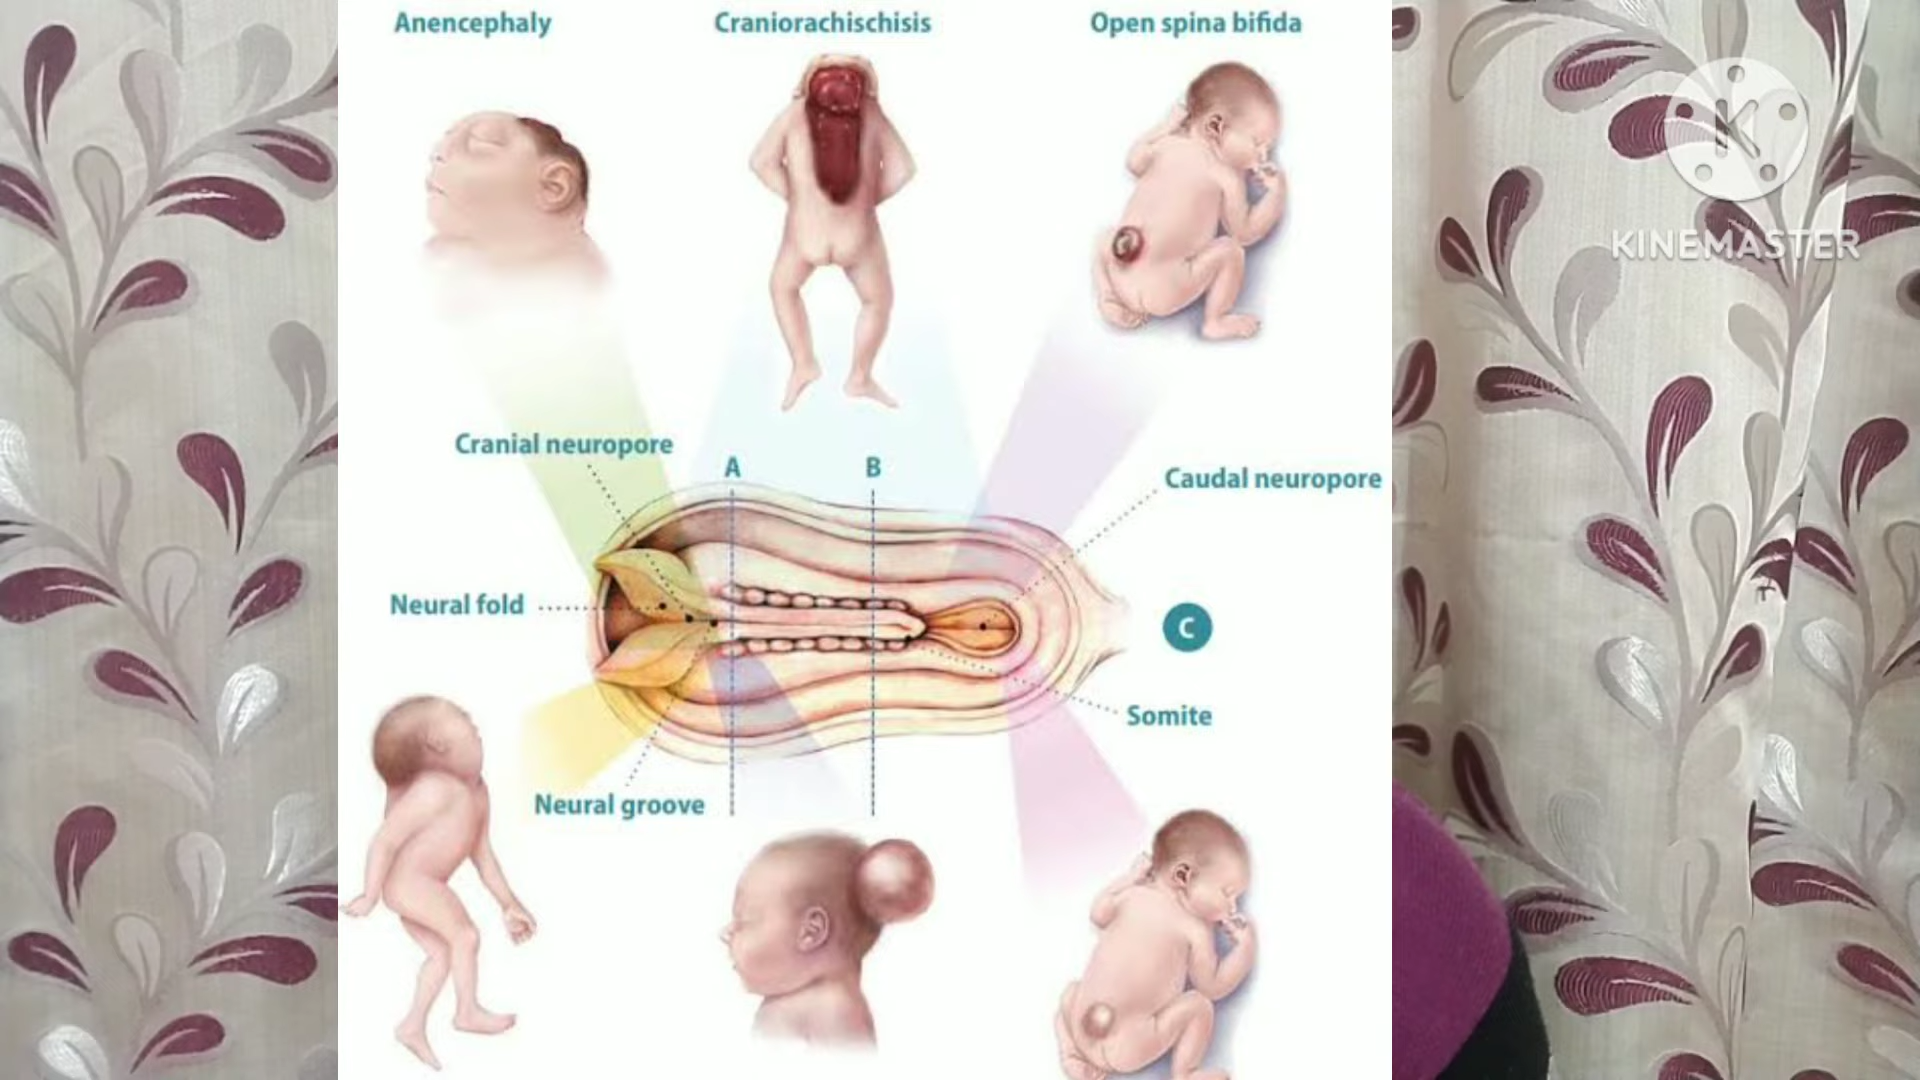 Anencephaly
Craniorachischisis
Open spina bifida
K
KINEMASTER
Cranial neuropore
A
B
Caudal neuropore
Neural fold
C
Somite
Neural groove